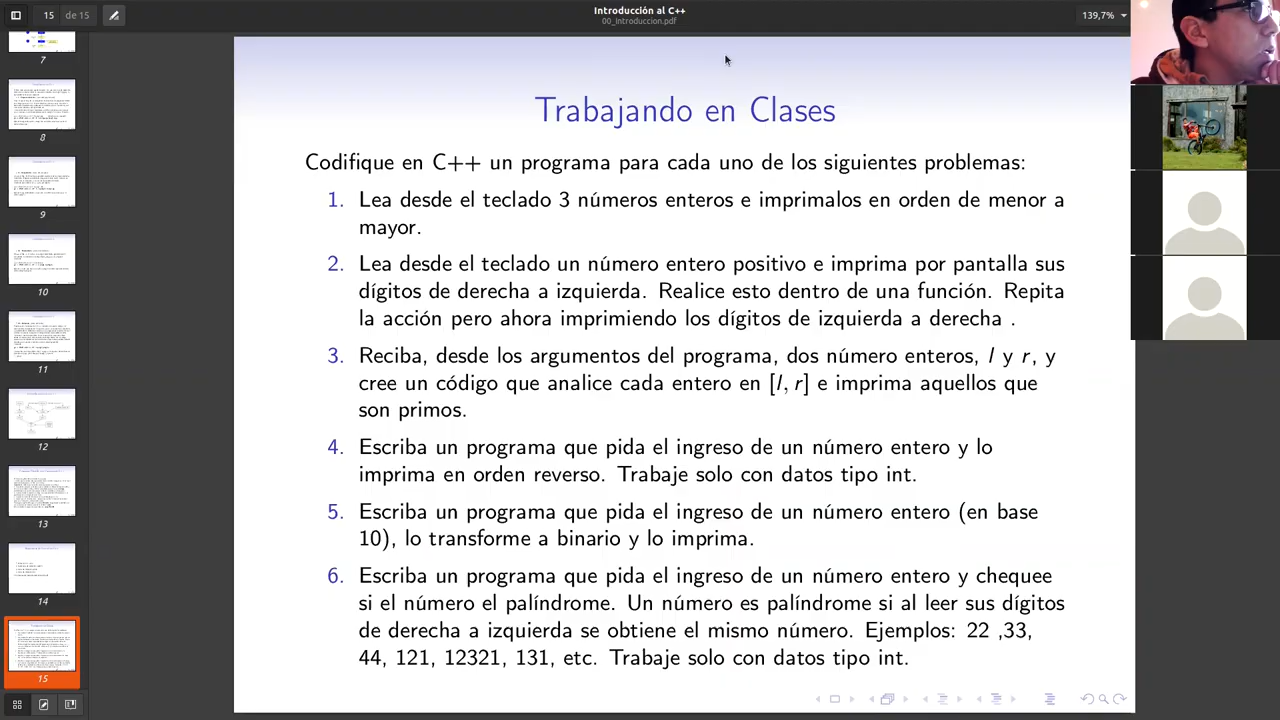 15 de 15
Introducción al C++
00_Introduccion.pdf
139,7%
7
8
9
10
11
12
13
14
15
Trabajando en Clases
Codifique en C++ un programa para cada uno de los siguientes problemas:
1. Lea desde el teclado 3 números enteros e imprimalos en orden de menor a
mayor.
2. Lea desde el teclado un número entero positivo e imprima por pantalla sus
dígitos de derecha a izquierda. Realice esto dentro de una función. Repita
la acción pero ahora imprimiendo los digitos de izquierda a derecha .
3. Reciba, desde los argumentos del programa, dos número enteros, l y r, y
cree un código que analice cada entero en [l, r] e imprima aquellos que
son primos.
4. Escriba un programa que pida el ingreso de un número entero y lo
imprima en orden reverso. Trabaje solo con datos tipo int.
5. Escriba un programa que pida el ingreso de un número entero (en base
10), lo transforme a binario y lo imprima.
6. Escriba un programa que pida el ingreso de un número entero y chequee
si el número el palíndrome. Un número es palíndrome si al leer sus dígitos
de derecha a izquierda se obtiene el mismo número. Ejemplos: 22 ,33,
44, 121, 12321, 131, etc. Trabaje solo con datos tipo int.